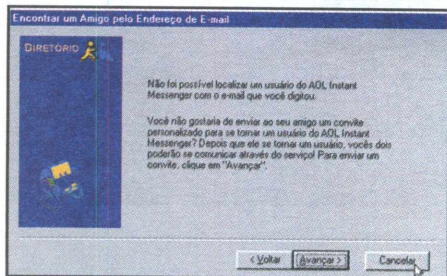 Encontrar um Amigo pelo Endereço de E-mail
DIRETÓRIO
Não foi possível localizar um usuário do AOL Instant
Messenger com o e-mail que você digitou.
Você não gostaria de enviar ao seu amigo um convite
personalizado para se tornar um usuário do AOL Instant
Messenger? Depois que ele se tornar um usuário, vocês dois
poderão se comunicar através do serviço! Para enviar um
convite, clique em "Avançar".
< Voltar
Avançar >
Cancelar